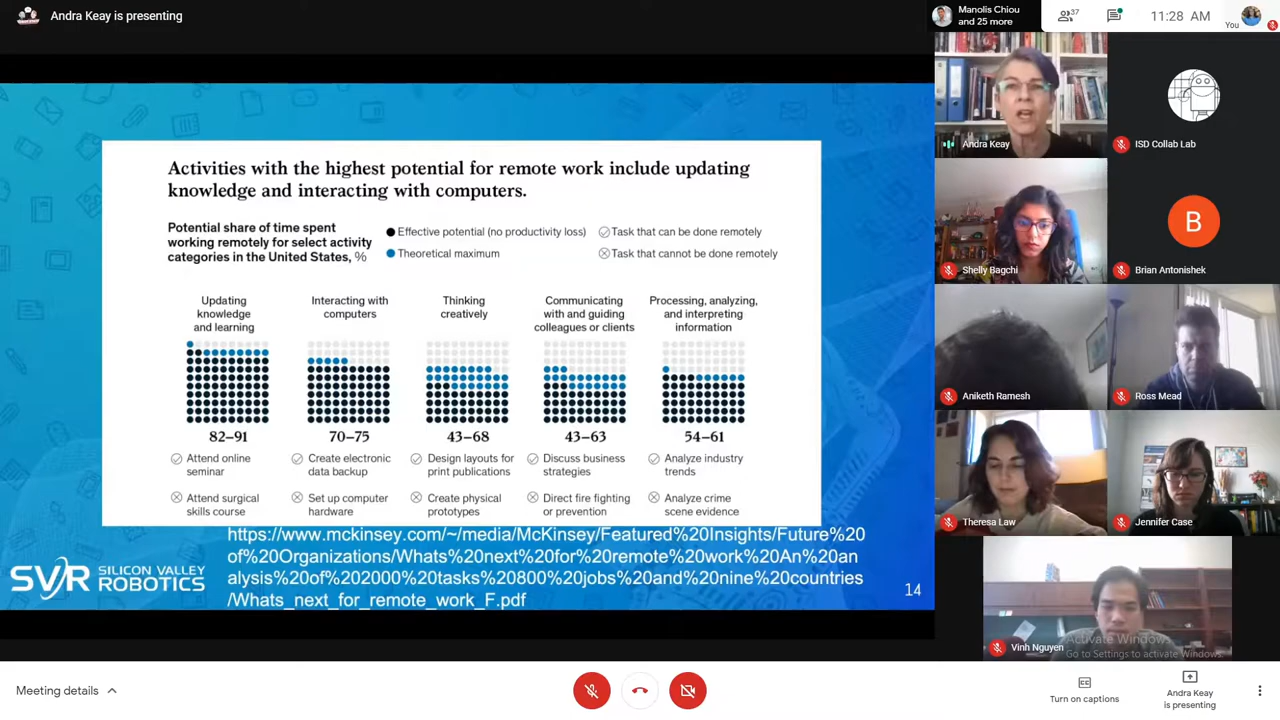 Andra Keay is presenting
Manolis Chiou
and 25 more
37
11:28 AM
You
Activities with the highest potential for remote work include updating
knowledge and interacting with computers.
Potential share of time spent
working remotely for select activity
categories in the United States, %
Effective potential (no productivity loss)
Task that can be done remotely
Theoretical maximum
Task that cannot be done remotely
Updating
knowledge
and learning
Interacting with
computers
Thinking
creatively
Communicating
with and guiding
colleagues or clients
Processing, analyzing,
and interpreting
information
82–91
70–75
43–68
43–63
54–61
Attend online
seminar
Create electronic
data backup
Design layouts for
print publications
Discuss business
strategies
Analyze industry
trends
Attend surgical
skills course
Set up computer
hardware
Create physical
prototypes
Direct fire fighting
or prevention
Analyze crime
scene evidence
https://www.mckinsey.com/~/media/McKinsey/Featured%20Insights/Future%20
of%20Organizations/Whats%20next%20for%20remote%20work%20An%20an
alysis%20of%202000%20tasks%20800%20jobs%20and%20nine%20countries
/Whats_next_for_remote_work_F.pdf
SVR SILICON VALLEY
ROBOTICS
14
Andra Keay
ISD Collab Lab
Shelly Bagchi
B
Brian Antonishek
Aniketh Ramesh
Ross Mead
Theresa Law
Jennifer Case
Vinh Nguyen
Activate Windows
Go to Settings to activate Windows.
Meeting details
Turn on captions
Andra Keay
is presenting